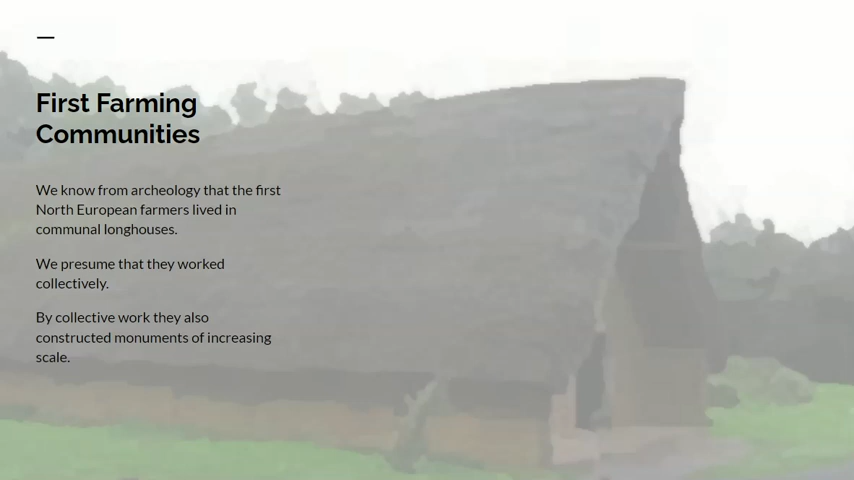 First Farming
Communities
We know from archeology that the first
North European farmers lived in
communal longhouses.
We presume that they worked
collectively.
By collective work they also
constructed monuments of increasing
scale.